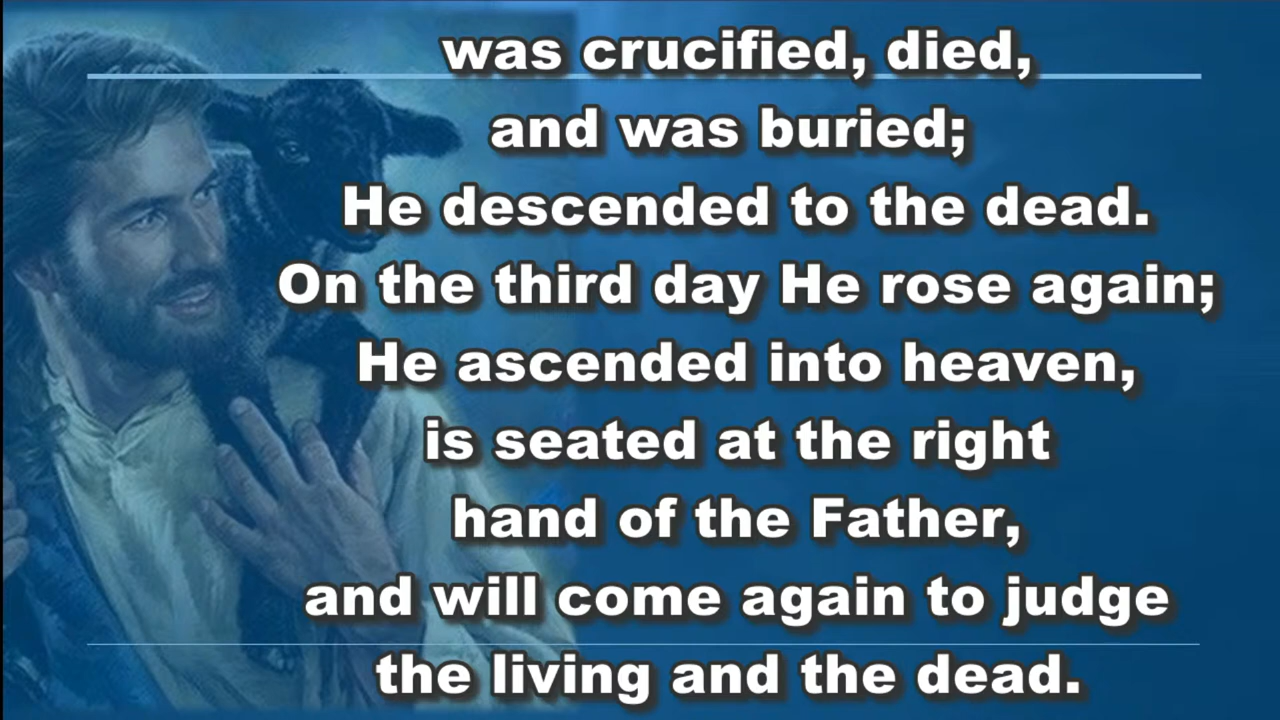 was crucified, died,
and was buried;
He descended to the dead.
On the third day He rose again;
He ascended into heaven,
is seated at the right
hand of the Father,
and will come again to judge
the living and the dead.